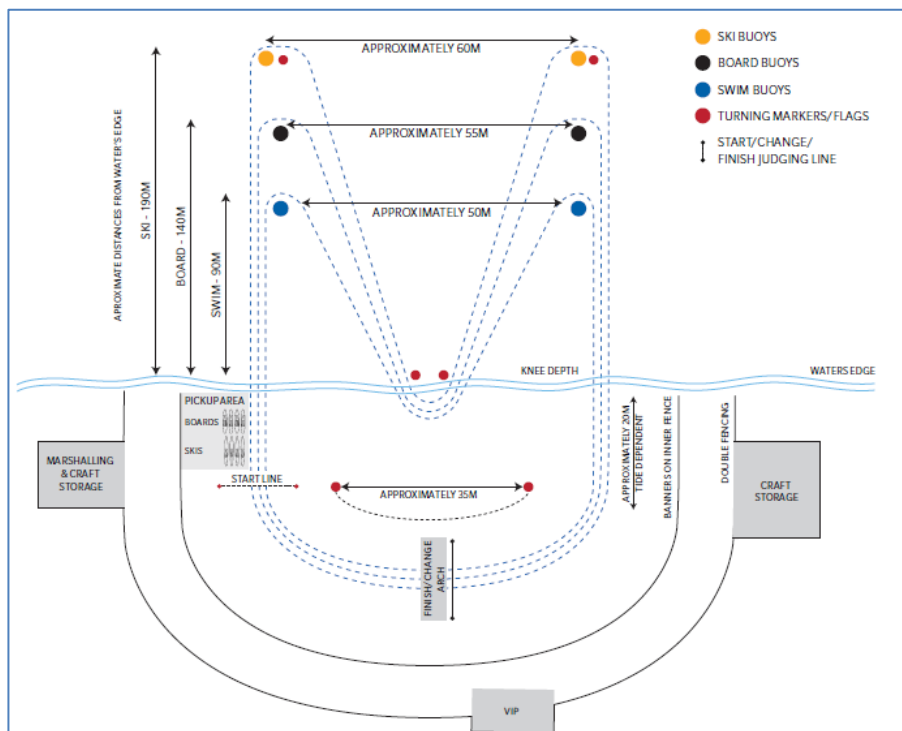 APPROXIMATELY 60M
APPROXIMATELY 55M
APPROXIMATELY 50M
SKI BUOYS
BOARD BUOYS
SWIM BUOYS
TURNING MARKERS/FLAGS
START/CHANGE/
FINISH JUDGING LINE
APROXIMATE DISTANCES FROM WATER'S EDGE
SKI - 190M
BOARD - 140M
SWIM - 90M
KNEE DEPTH
WATERS EDGE
PICKUP AREA
BOARDS
SKIS
START LINE
MARSHALLING
& CRAFT
STORAGE
APPROXIMATELY 35M
APPROXIMATELY 20M
TIDE DEPENDENT
BANNERS ON INNER FENCE
DOUBLE FENCING
CRAFT
STORAGE
FINISH/CHANGE
ARCH
VIP